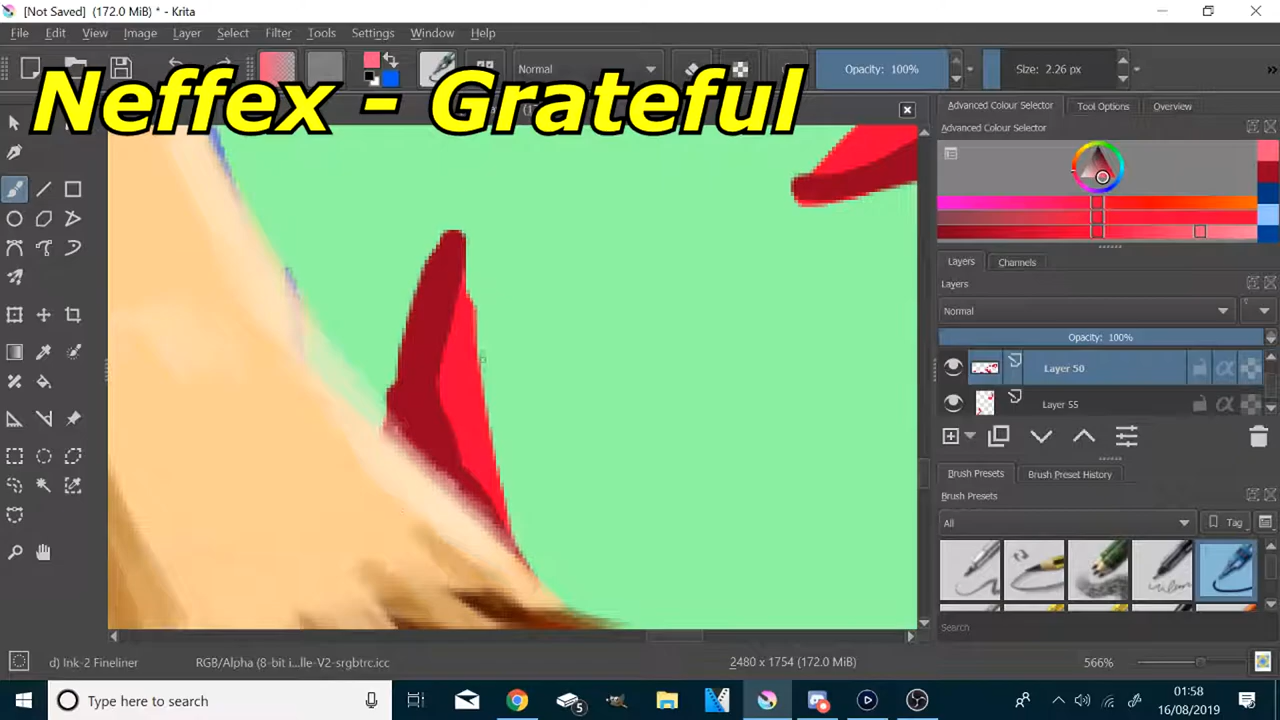 [Not Saved] (172.0 MiB) * - Krita
File Edit View Image Layer Select Filter Tools Settings Window Help
Normal
Opacity: 100%
Size: 2.26 px
Neffex - Grateful
Advanced Colour Selector
Tool Options
Overview
Advanced Colour Selector
Layers
Channels
Layers
Normal
Opacity: 100%
Layer 50
Layer 55
Brush Presets
Brush Preset History
Brush Presets
All
Tag
Search
d) Ink-2 Fineliner
RGB/Alpha (8-bit i...lle-V2-srgbtrc.icc
2480 x 1754 (172.0 MiB)
566%
Type here to search
5
01:58
16/08/2019